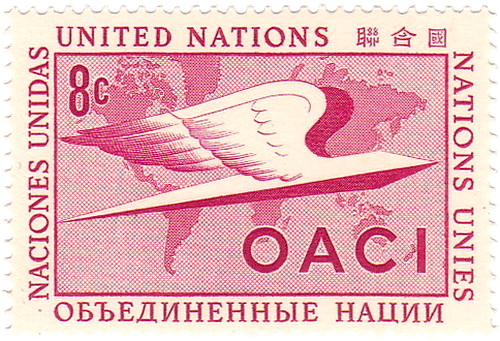 UNITED NATIONS 聯合國
NACIONES UNIDAS
NATIONS UNIES
8c
OACI
ОБЪЕДИНЕННЫЕ НАЦИИ